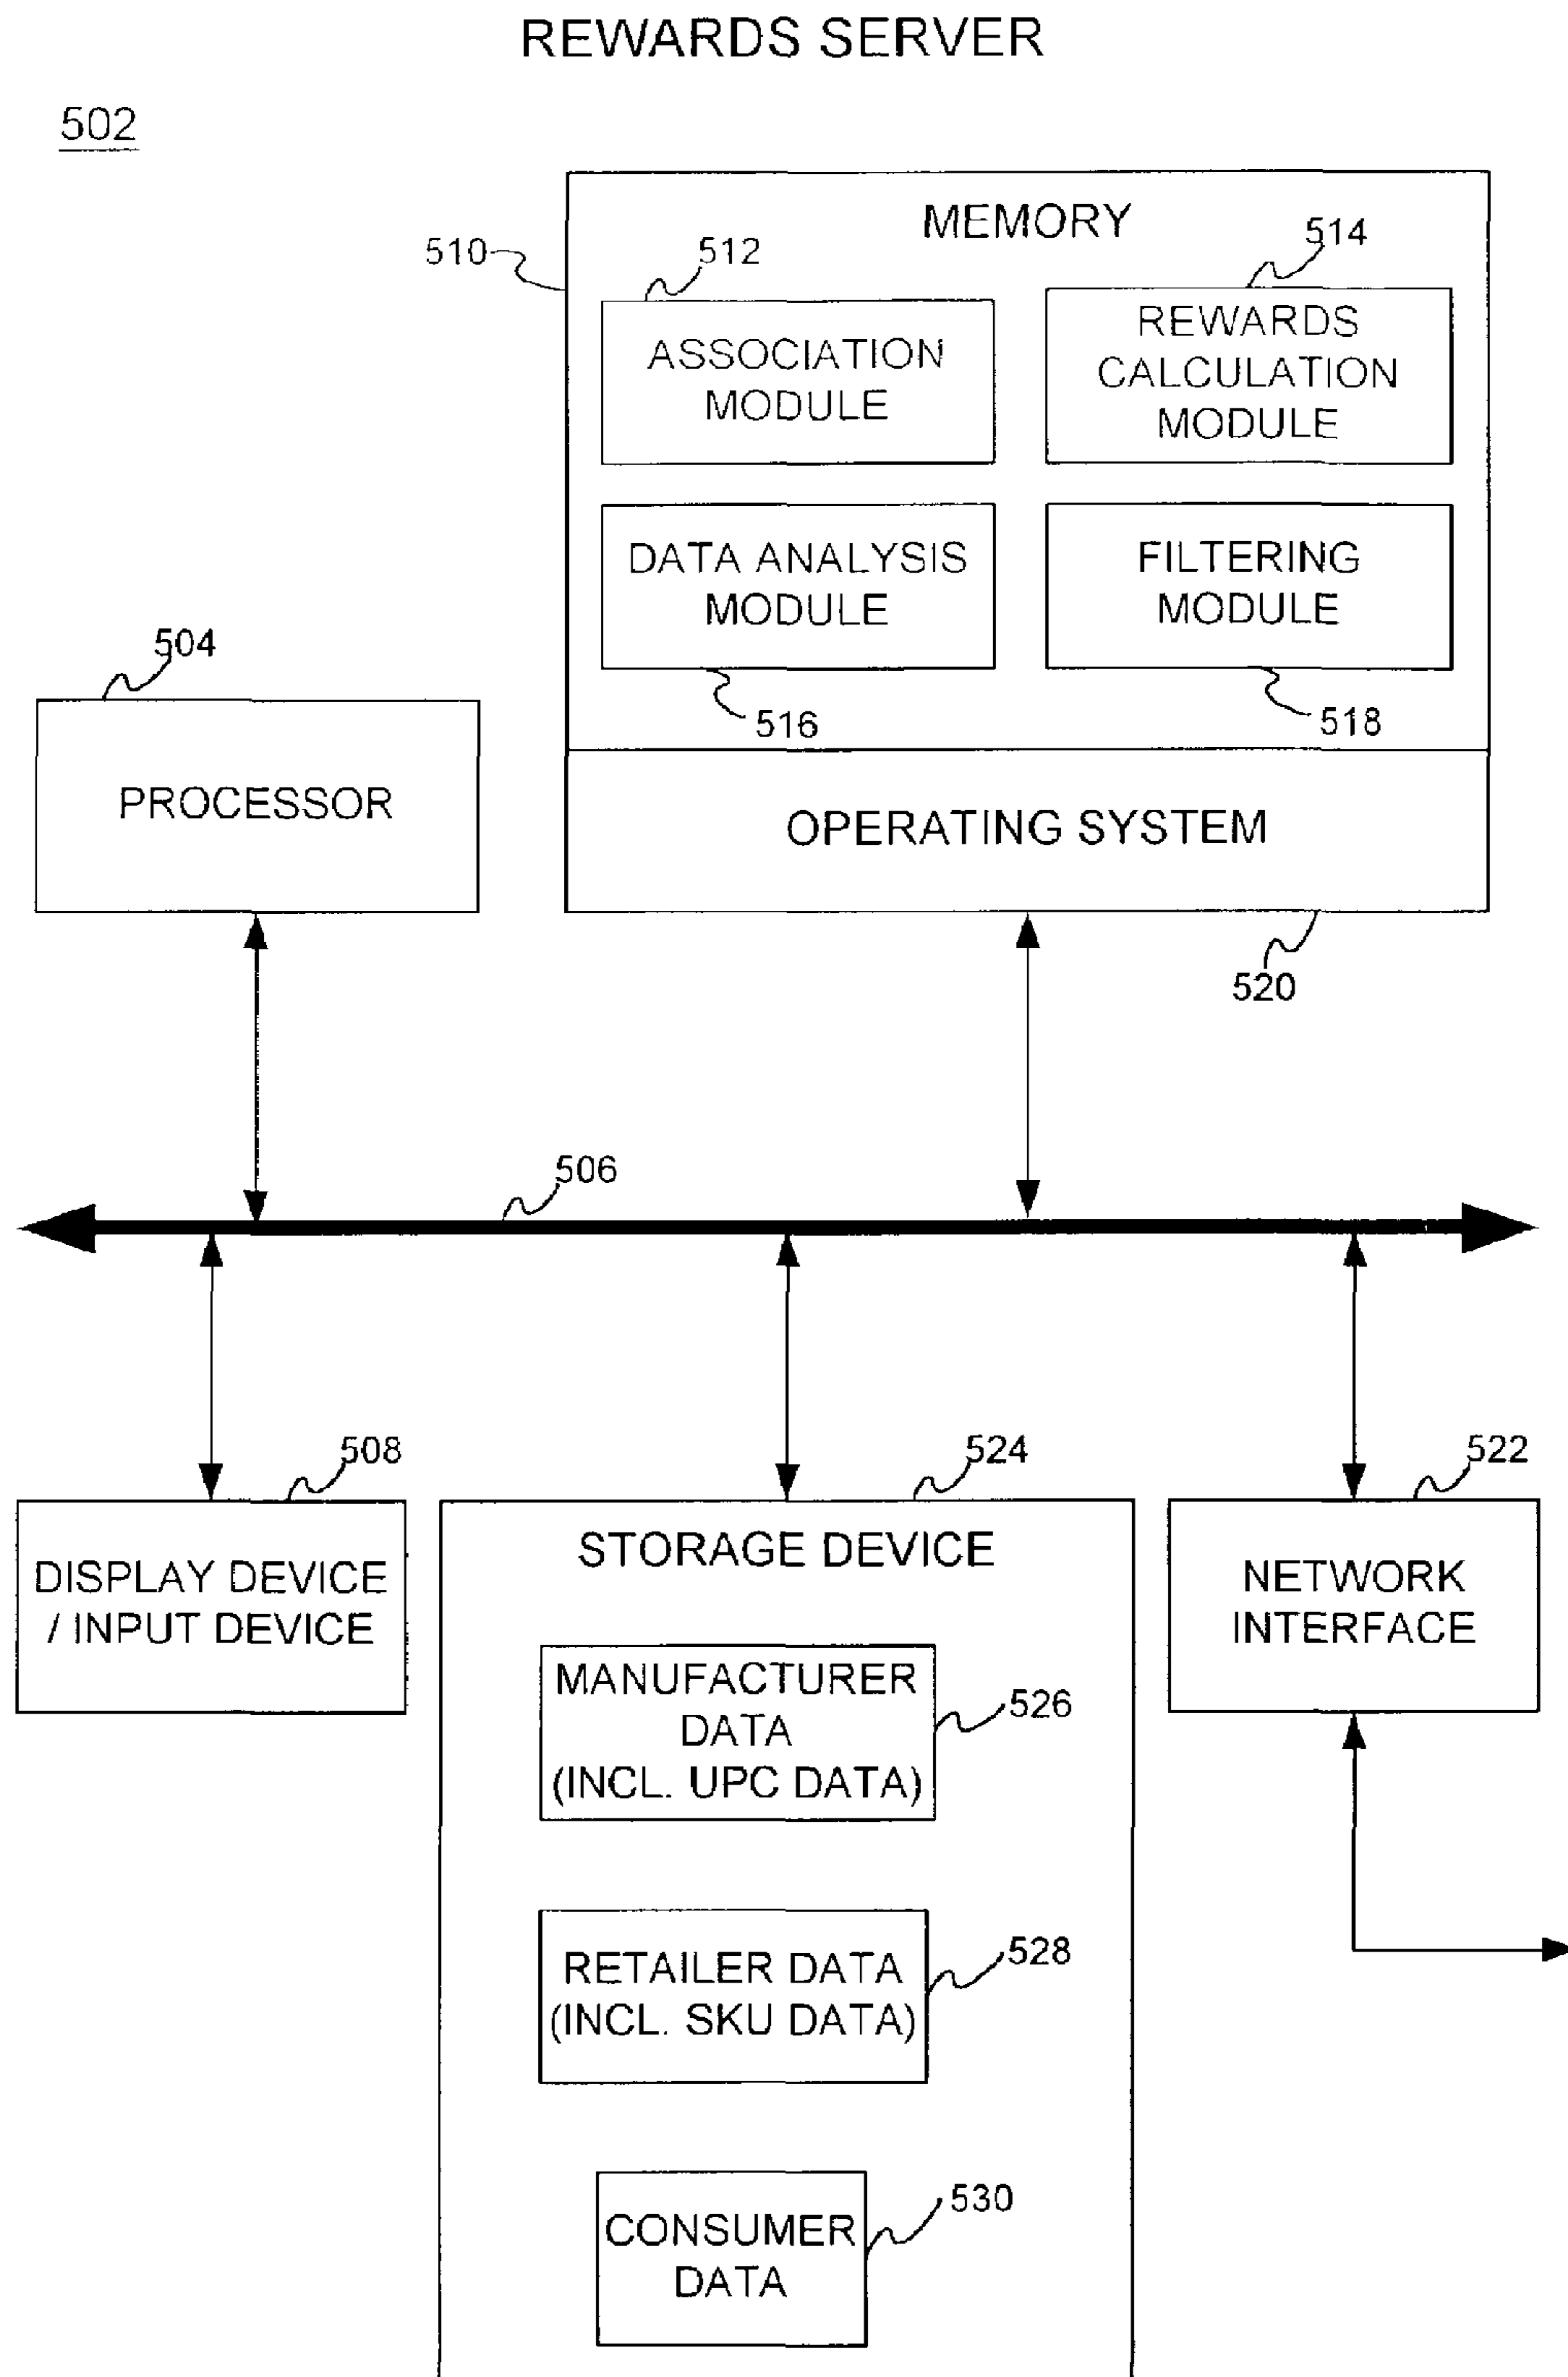 REWARDS SERVER
502
MEMORY
510
512
514
ASSOCIATION
MODULE
REWARDS
CALCULATION
MODULE
DATA ANALYSIS
MODULE
FILTERING
MODULE
516
518
504
PROCESSOR
OPERATING SYSTEM
520
506
508
524
522
DISPLAY DEVICE
/ INPUT DEVICE
STORAGE DEVICE
NETWORK
INTERFACE
MANUFACTURER
DATA
(INCL. UPC DATA)
526
RETAILER DATA
(INCL. SKU DATA)
528
CONSUMER
DATA
530